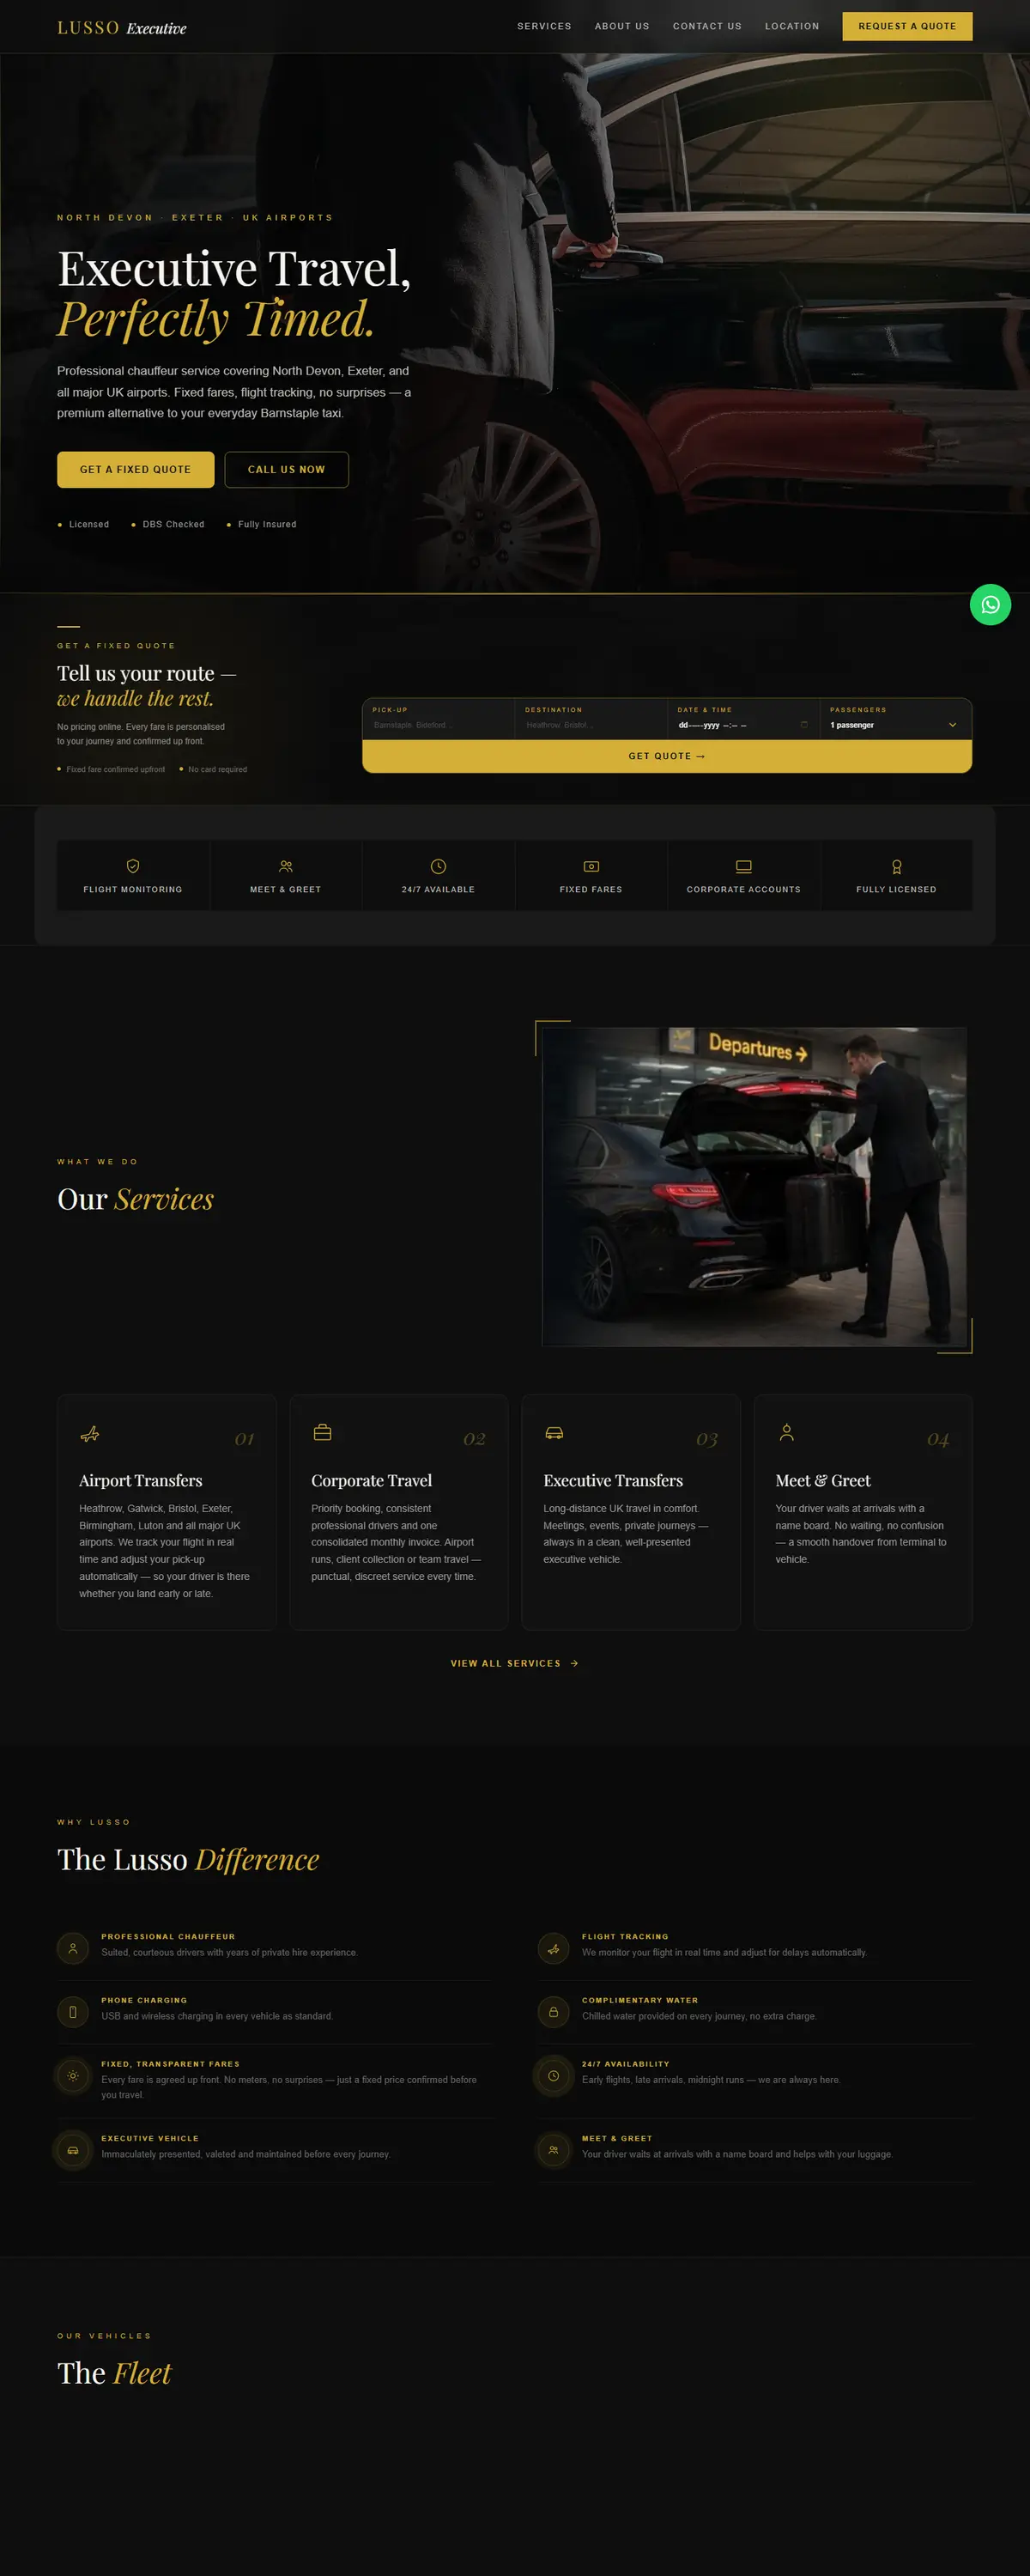 LUSSO Executive
SERVICES
ABOUT US
CONTACT US
LOCATION
REQUEST A QUOTE
NORTH DEVON · EXETER · UK AIRPORTS
Executive Travel,
Perfectly Timed.
Professional chauffeur service covering North Devon, Exeter, and
all major UK airports. Fixed fares, flight tracking, no surprises — a
premium alternative to your everyday Barnstaple taxi.
GET A FIXED QUOTE
CALL US NOW
Licensed
DBS Checked
Fully Insured
GET A FIXED QUOTE
Tell us your route —
we handle the rest.
No pricing online. Every fare is personalised
to your journey and confirmed up front.
Fixed fare confirmed upfront
No card required
PICK-UP
Barnstaple, Bideford…
DESTINATION
Heathrow, Bristol…
DATE & TIME
dd----yyyy --:-- --
PASSENGERS
1 passenger
GET QUOTE →
FLIGHT MONITORING
MEET & GREET
24/7 AVAILABLE
FIXED FARES
CORPORATE ACCOUNTS
FULLY LICENSED
Departures →
WHAT WE DO
Our Services
01
Airport Transfers
Heathrow, Gatwick, Bristol, Exeter,
Birmingham, Luton and all major UK
airports. We track your flight in real
time and adjust your pick-up
automatically — so your driver is there
whether you land early or late.
02
Corporate Travel
Priority booking, consistent
professional drivers and one
consolidated monthly invoice. Airport
runs, client collection or team travel —
punctual, discreet service every time.
03
Executive Transfers
Long-distance UK travel in comfort.
Meetings, events, private journeys —
always in a clean, well-presented
executive vehicle.
04
Meet & Greet
Your driver waits at arrivals with a
name board. No waiting, no confusion
— a smooth handover from terminal to
vehicle.
VIEW ALL SERVICES →
WHY LUSSO
The Lusso Difference
PROFESSIONAL CHAUFFEUR
Suited, courteous drivers with years of private hire experience.
FLIGHT TRACKING
We monitor your flight in real time and adjust for delays automatically.
PHONE CHARGING
USB and wireless charging in every vehicle as standard.
COMPLIMENTARY WATER
Chilled water provided on every journey, no extra charge.
FIXED, TRANSPARENT FARES
Every fare is agreed up front. No meters, no surprises — just a fixed price confirmed before
you travel.
24/7 AVAILABILITY
Early flights, late arrivals, midnight runs — we are always here.
EXECUTIVE VEHICLE
Immaculately presented, valeted and maintained before every journey.
MEET & GREET
Your driver waits at arrivals with a name board and helps with your luggage.
OUR VEHICLES
The Fleet